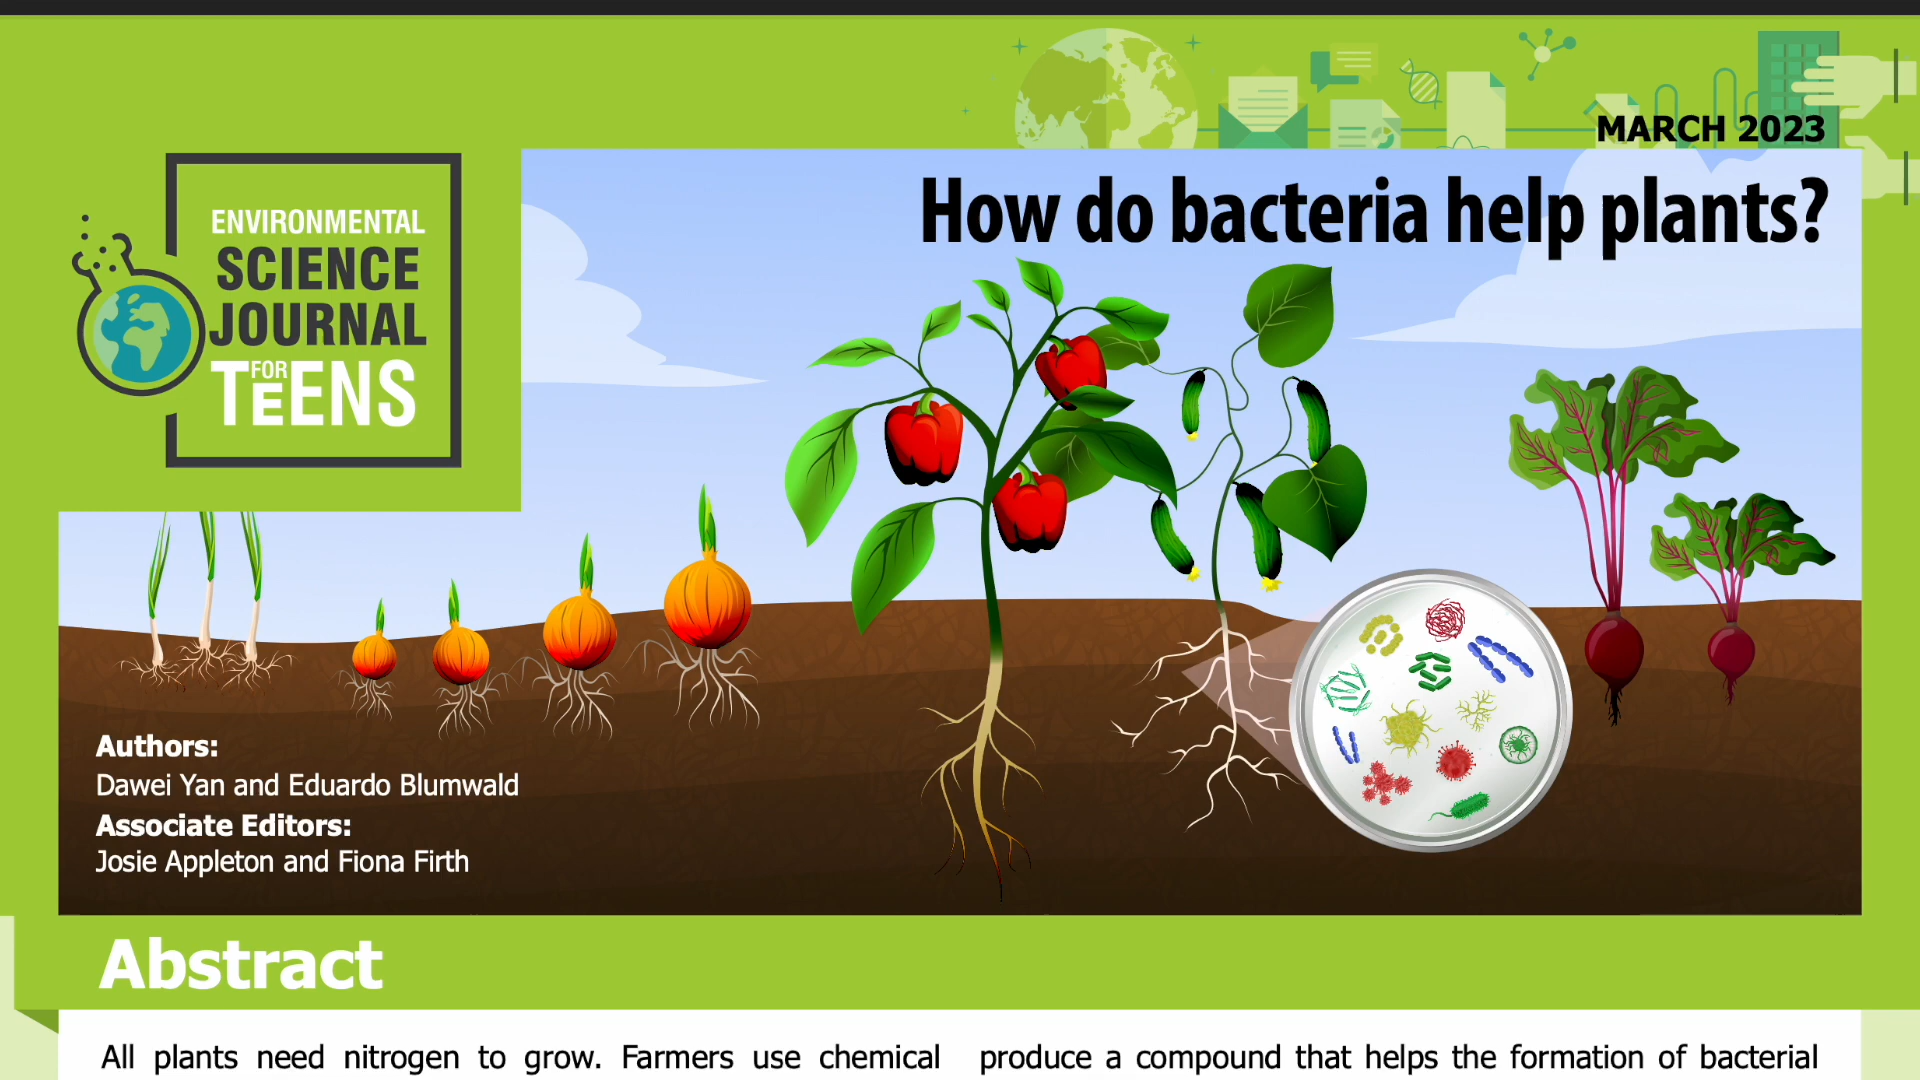 MARCH 2023
ENVIRONMENTAL
SCIENCE
JOURNAL
FOR
TEENS
How do bacteria help plants?
Authors:
Dawei Yan and Eduardo Blumwald
Associate Editors:
Josie Appleton and Fiona Firth
Abstract
All plants need nitrogen to grow. Farmers use chemical
produce a compound that helps the formation of bacterial